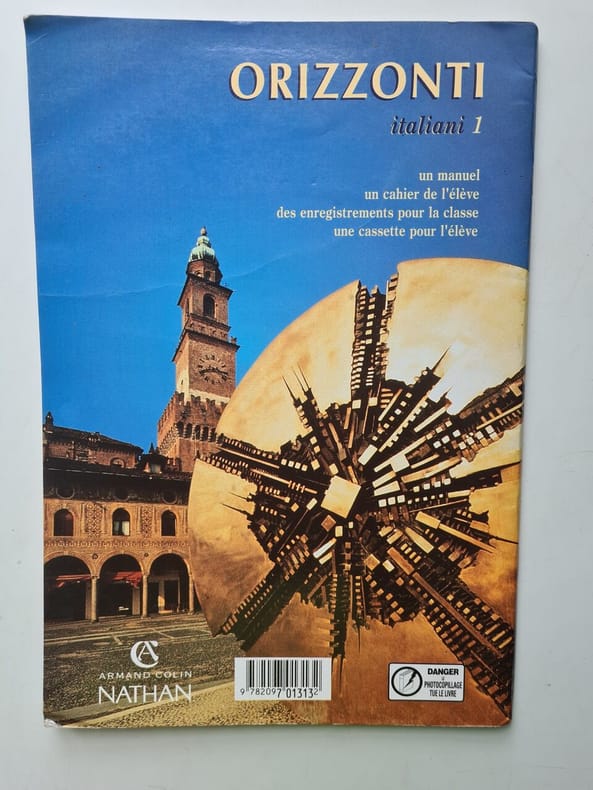 ORIZZONTI
italiani 1
un manuel
un cahier de l'élève
des enregistrements pour la classe
une cassette pour l'élève
AC
ARMAND COLIN
NATHAN
9 782097 013132
DANGER
LE
PHOTOCOPILLAGE
TUE LE LIVRE